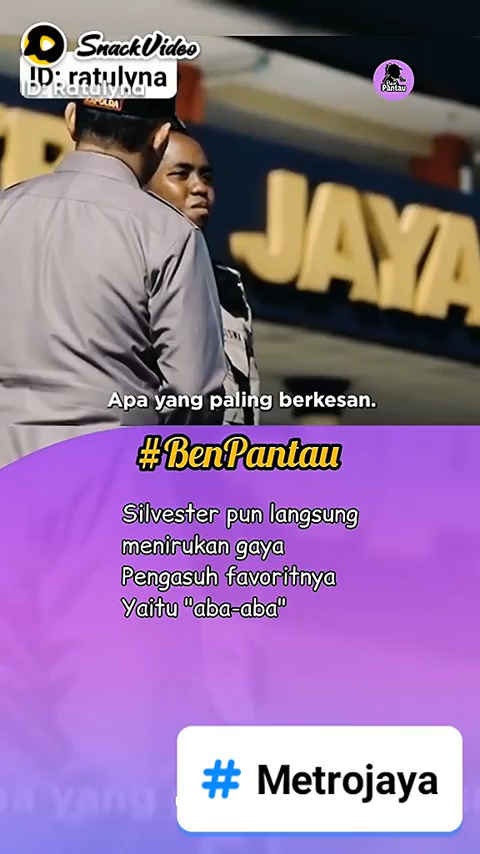 SnackVideo
ID: ratulyna
ID: Ratulyna
KAPOLDA
Ben
Pantau
JAYA
Apa yang paling berkesan.
#BenPantau
Silvester pun langsung
menirukan gaya
Pengasuh favoritnya
Yaitu "aba-aba"
# Metrojaya